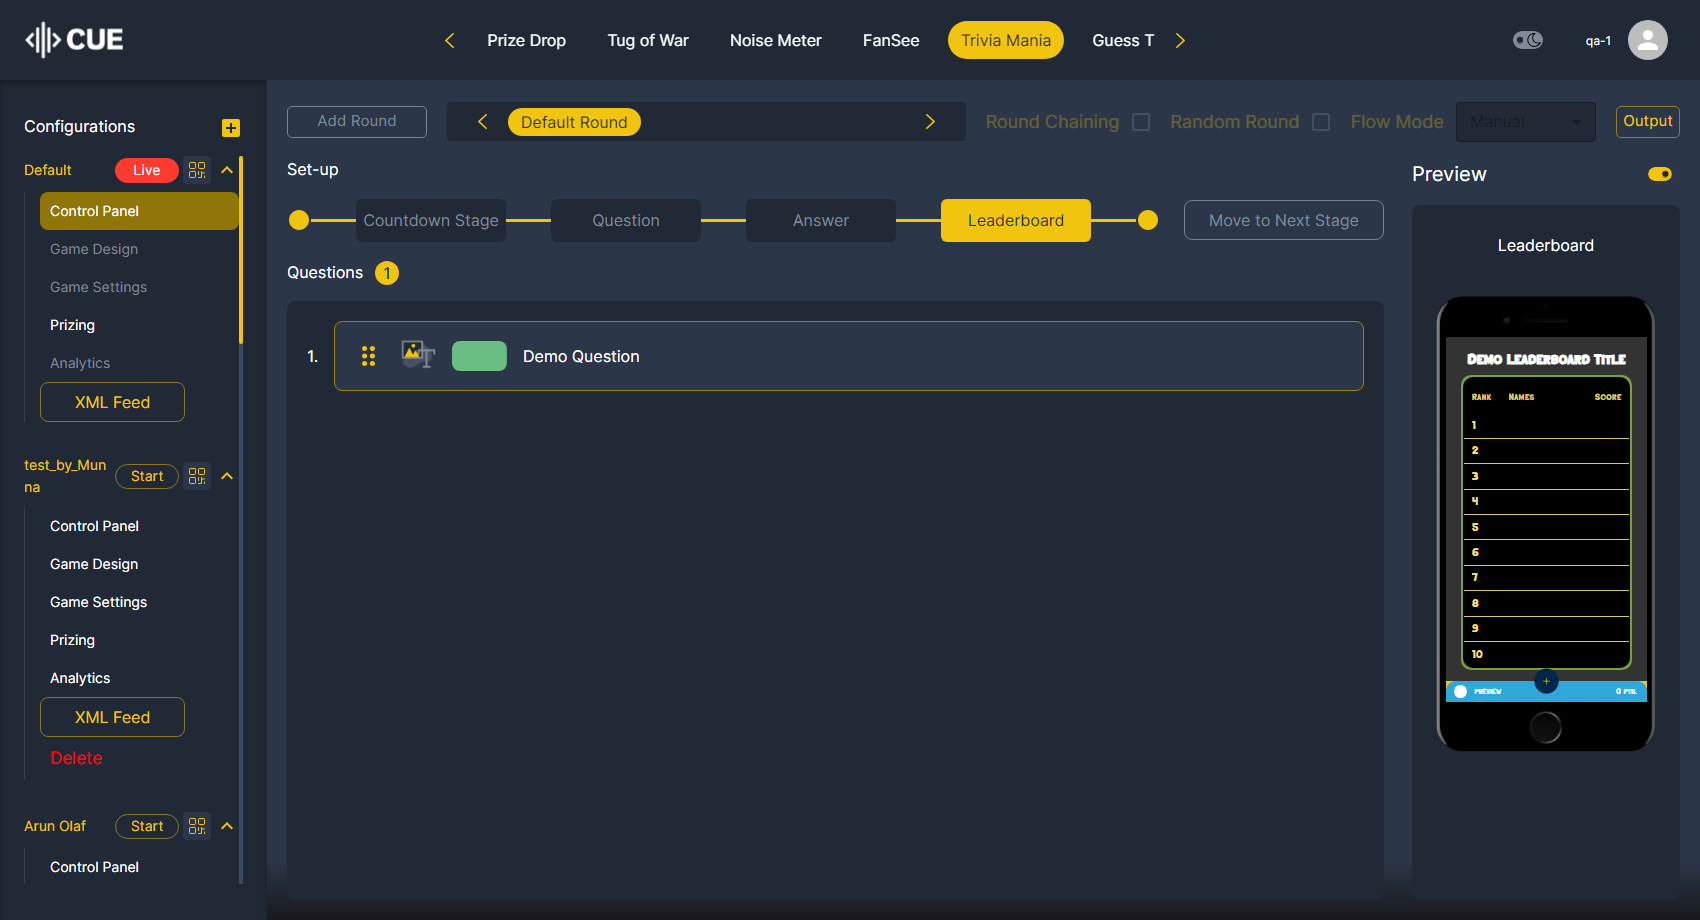 CUE
Prize Drop
Tug of War
Noise Meter
FanSee
Trivia Mania
Guess T
qa-1
Configurations
Default
Live
Control Panel
Game Design
Game Settings
Prizing
Analytics
XML Feed
test_by_Mun
na
Start
Control Panel
Game Design
Game Settings
Prizing
Analytics
XML Feed
Delete
Arun Olaf
Start
Control Panel
Add Round
Default Round
Round Chaining
Random Round
Flow Mode
Manual
Output
Set-up
Countdown Stage
Question
Answer
Leaderboard
Move to Next Stage
Questions 1
1.
Demo Question
Preview
Leaderboard
Demo Leaderboard Title
Rank Names Score
1
2
3
4
5
6
7
8
9
10
PREVIEW
0 PTS.